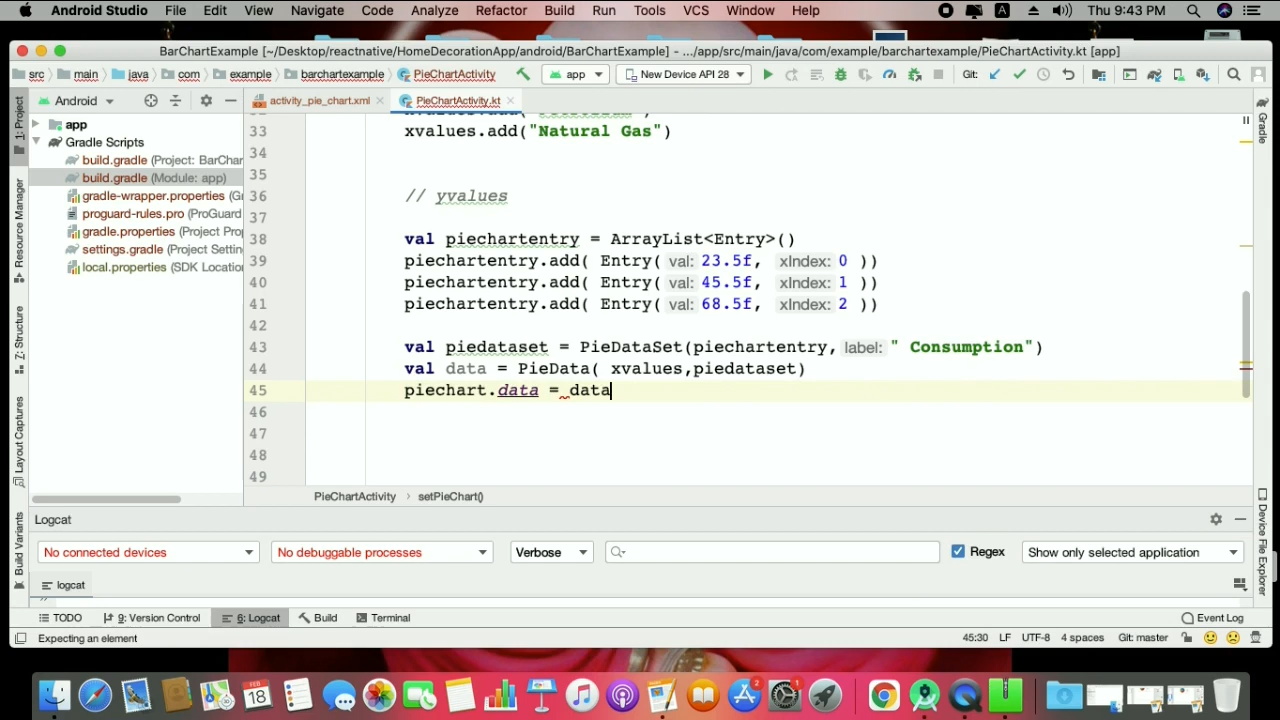 Android Studio File Edit View Navigate Code Analyze Refactor Build Run Tools VCS Window Help A Thu 9:43 PM
BarChartExample [~/Desktop/reactnative/HomeDecorationApp/android/BarChartExample] - .../app/src/main/java/com/example/barchartexample/PieChartActivity.kt [app]
src main java com example barchartexample PieChartActivity app New Device API 28 Git:
Android activity_pie_chart.xml PieChartActivity.kt
1: Project
Resource Manager
7: Structure
Layout Captures
Build Variants
app
Gradle Scripts
build.gradle (Project: BarChar
build.gradle (Module: app)
gradle-wrapper.properties (G
proguard-rules.pro (ProGuard
gradle.properties (Project Pro
settings.gradle (Project Settin
local.properties (SDK Locatio
33 xvalues.add("Natural Gas")
34
35
36 // yvalues
37
38 val piechartentry = ArrayList<Entry>()
39 piechartentry.add( Entry( val: 23.5f, xIndex: 0 ))
40 piechartentry.add( Entry( val: 45.5f, xIndex: 1 ))
41 piechartentry.add( Entry( val: 68.5f, xIndex: 2 ))
42
43 val piedataset = PieDataSet(piechartentry, label: " Consumption")
44 val data = PieData( xvalues,piedataset)
45 piechart.data = data
46
47
48
49
PieChartActivity › setPieChart()
Gradle
Device File Explorer
Logcat
No connected devices No debuggable processes Verbose Regex Show only selected application
logcat
TODO 9: Version Control 6: Logcat Build Terminal Event Log
Expecting an element 45:30 LF UTF-8 4 spaces Git: master
FEB
18
2
1